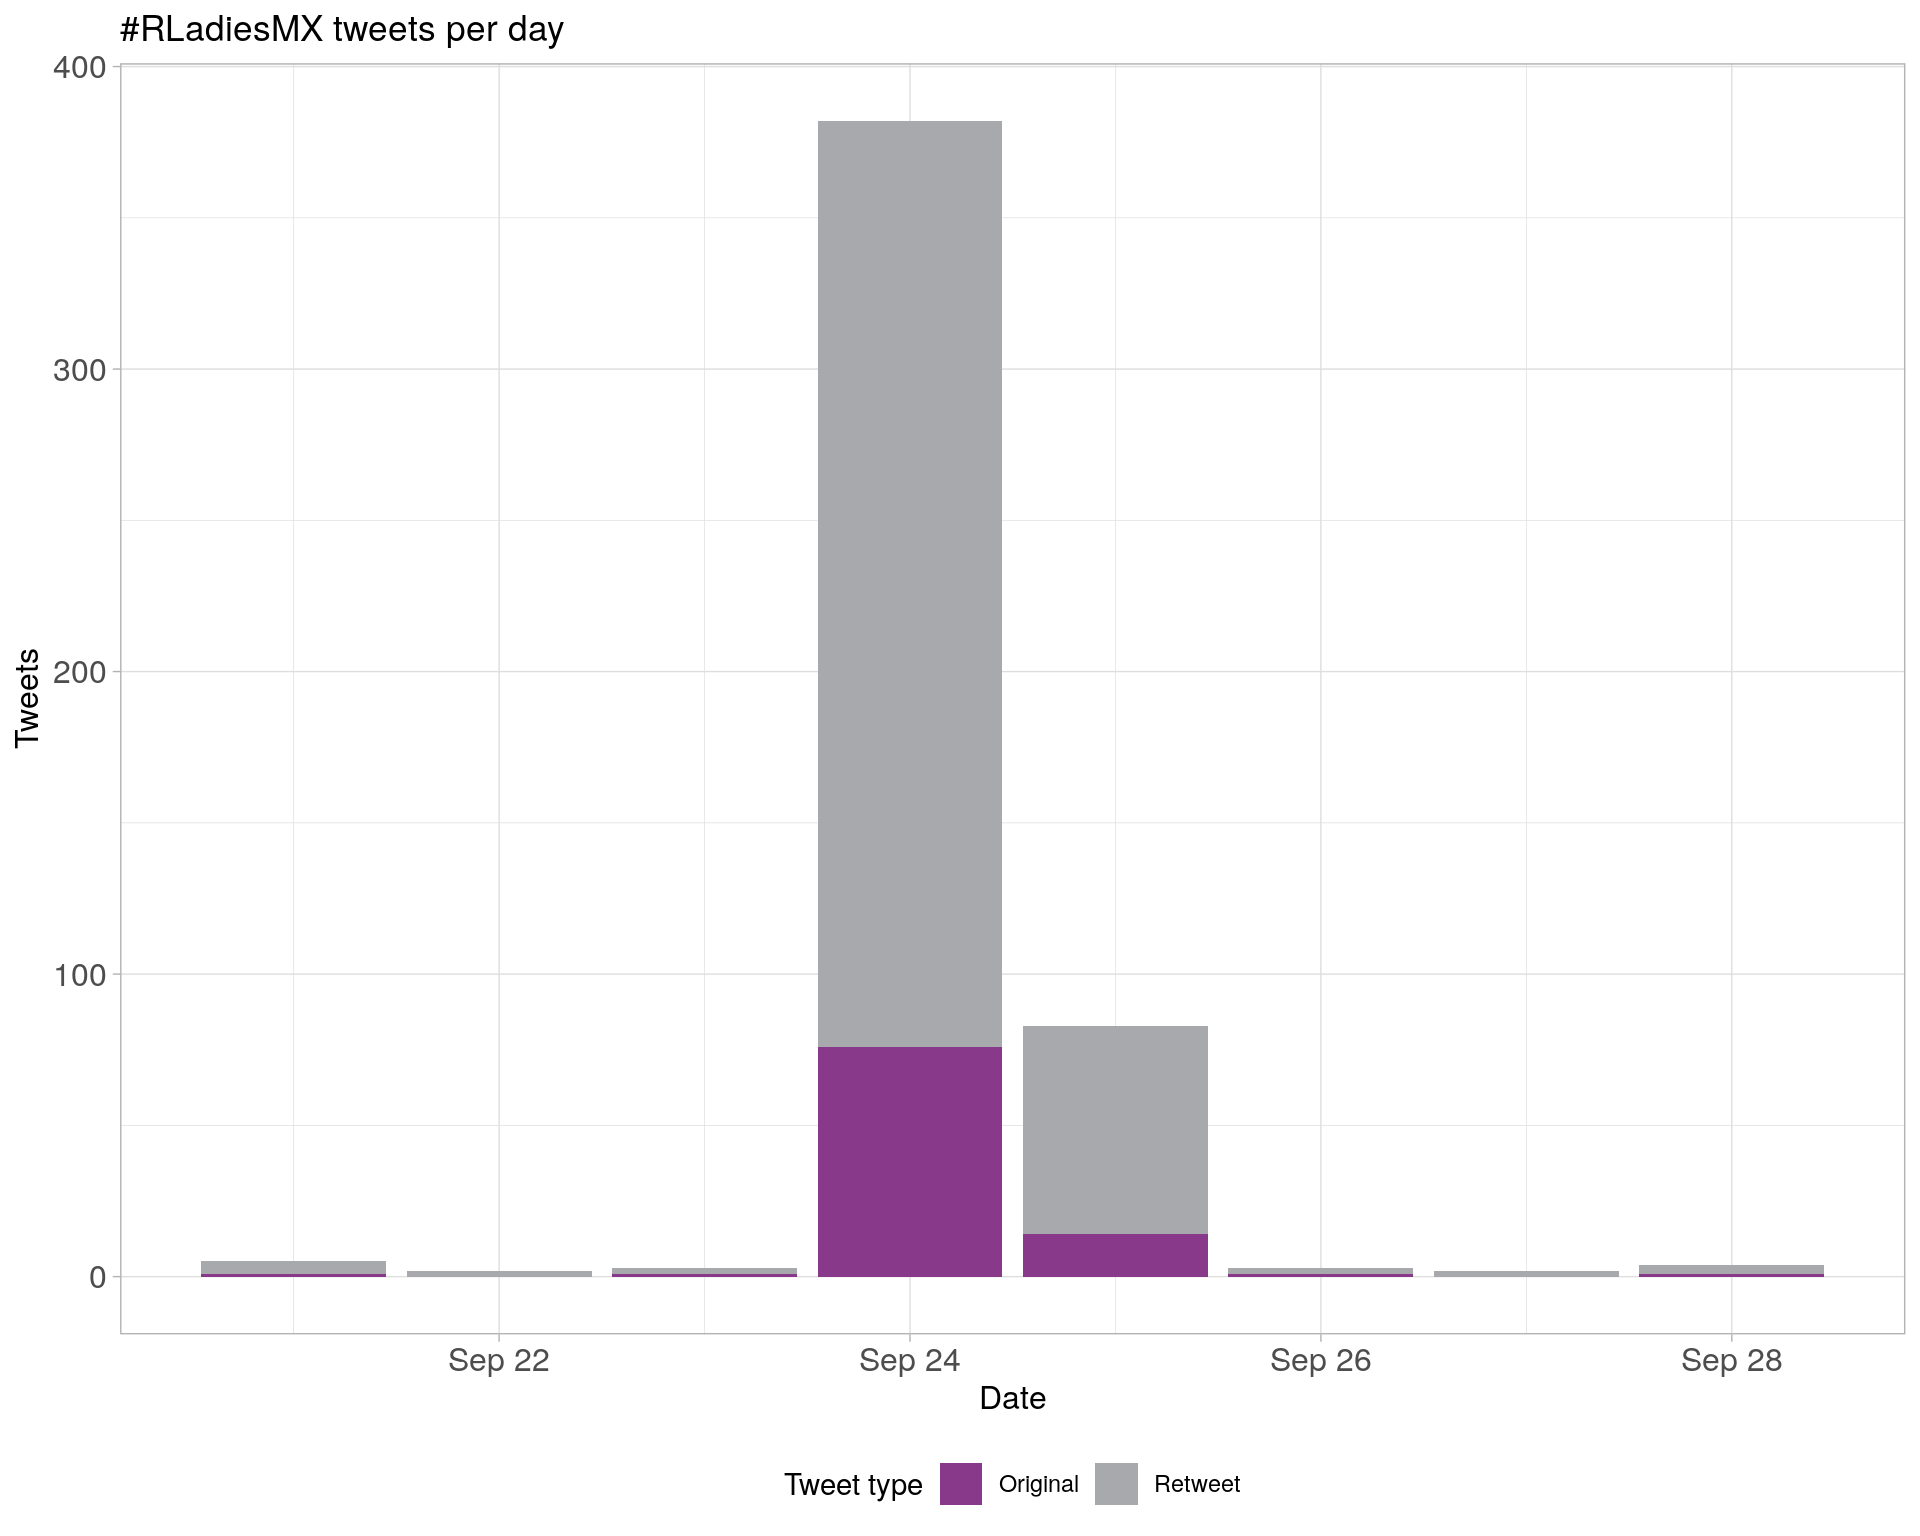 #RLadiesMX tweets per day
400
300
200
100
0
Tweets
Sep 22
Sep 24
Sep 26
Sep 28
Date
Tweet type
Original
Retweet